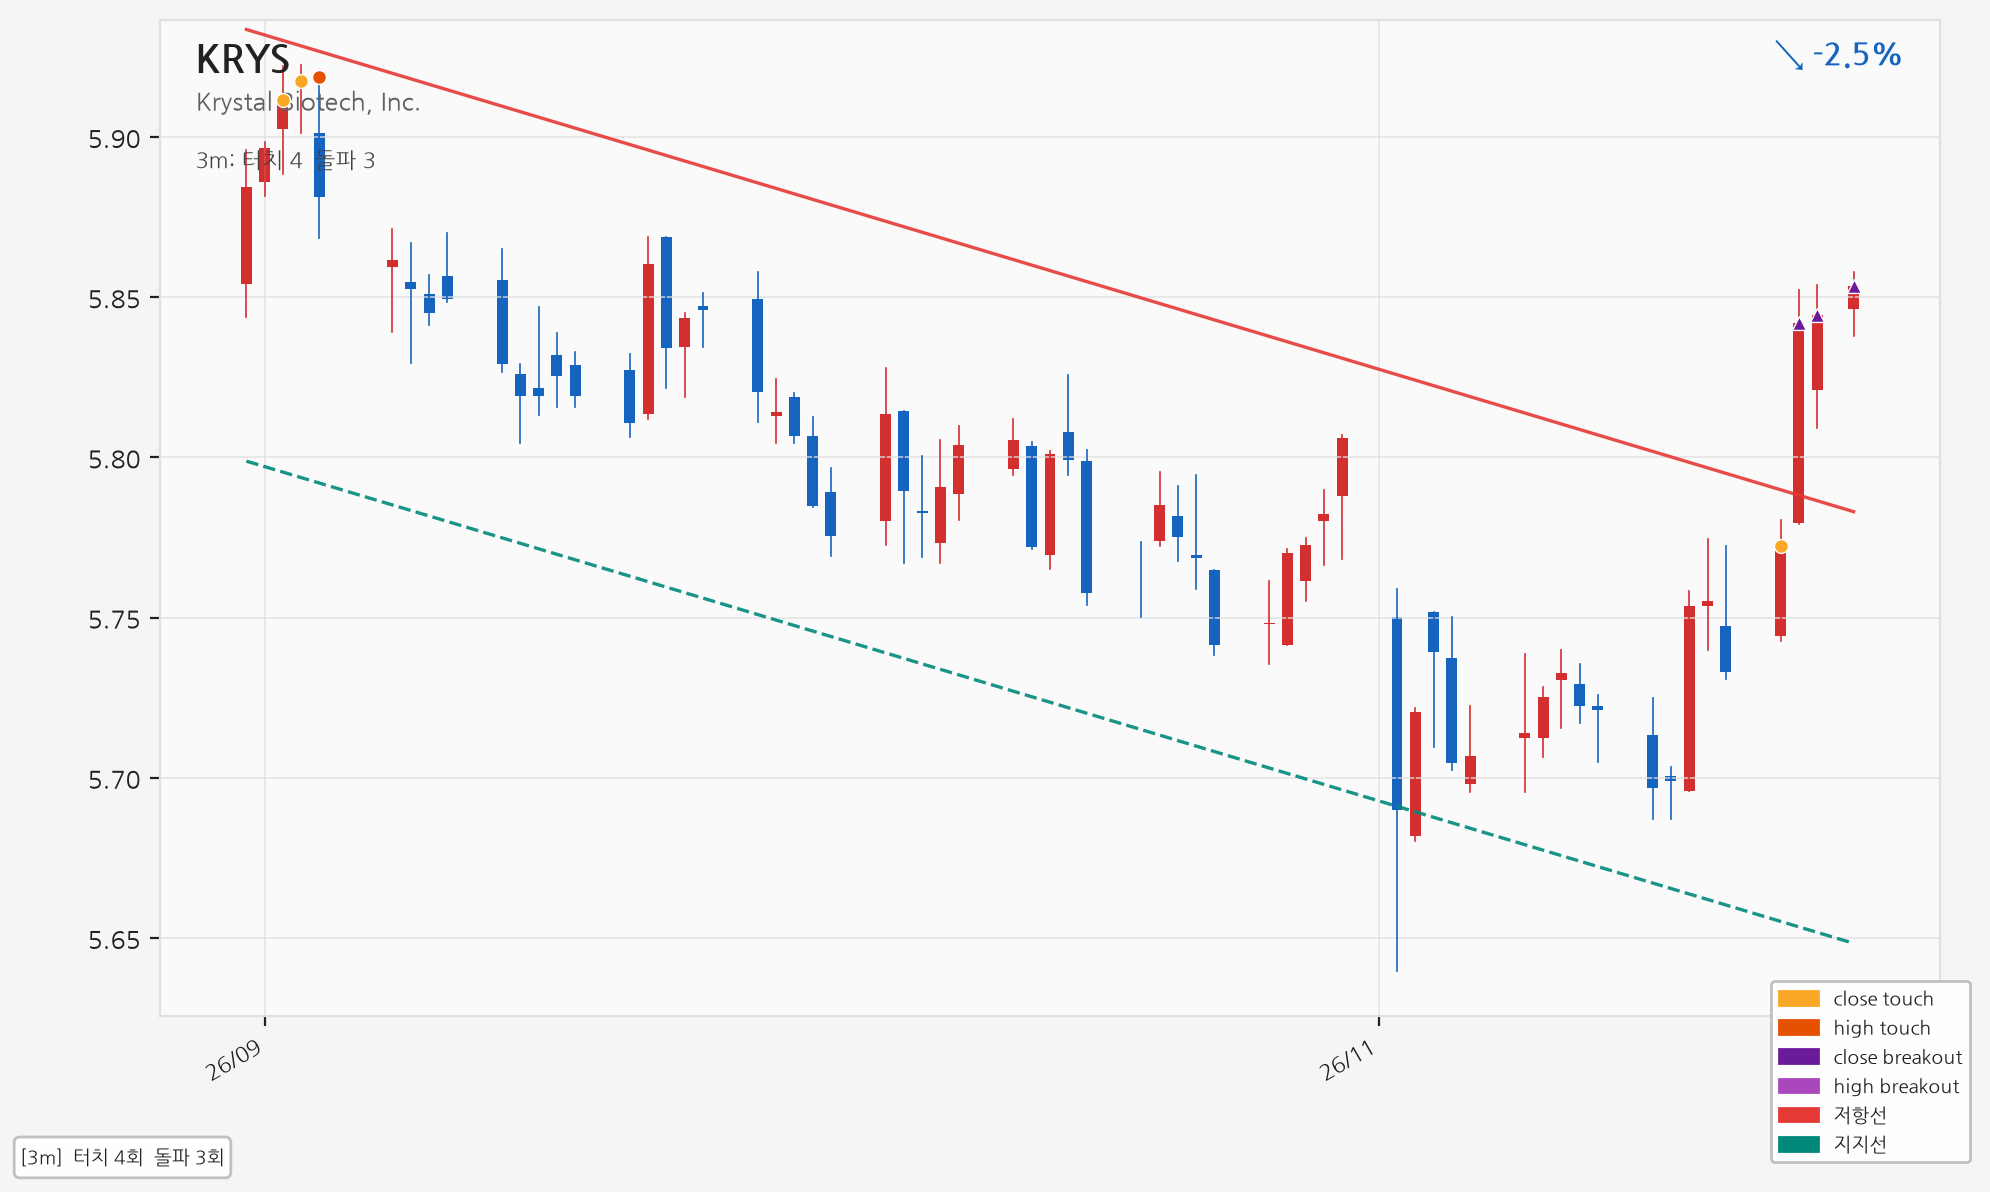 KRYS
Krystal Biotech, Inc.
3m: 터치 4 돌파 3
-2.5%
5.90
5.85
5.80
5.75
5.70
5.65
26/09
26/11
close touch
high touch
close breakout
high breakout
저항선
지지선
[3m] 터치 4회 돌파 3회